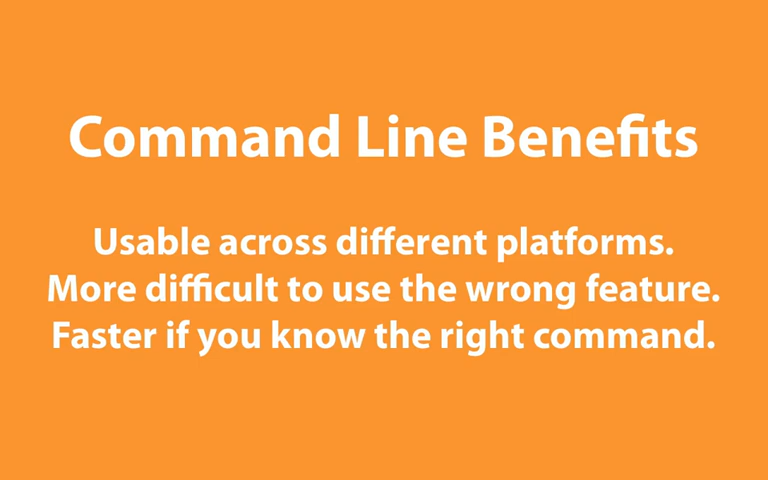 Command Line Benefits
Usable across different platforms.
More difficult to use the wrong feature.
Faster if you know the right command.